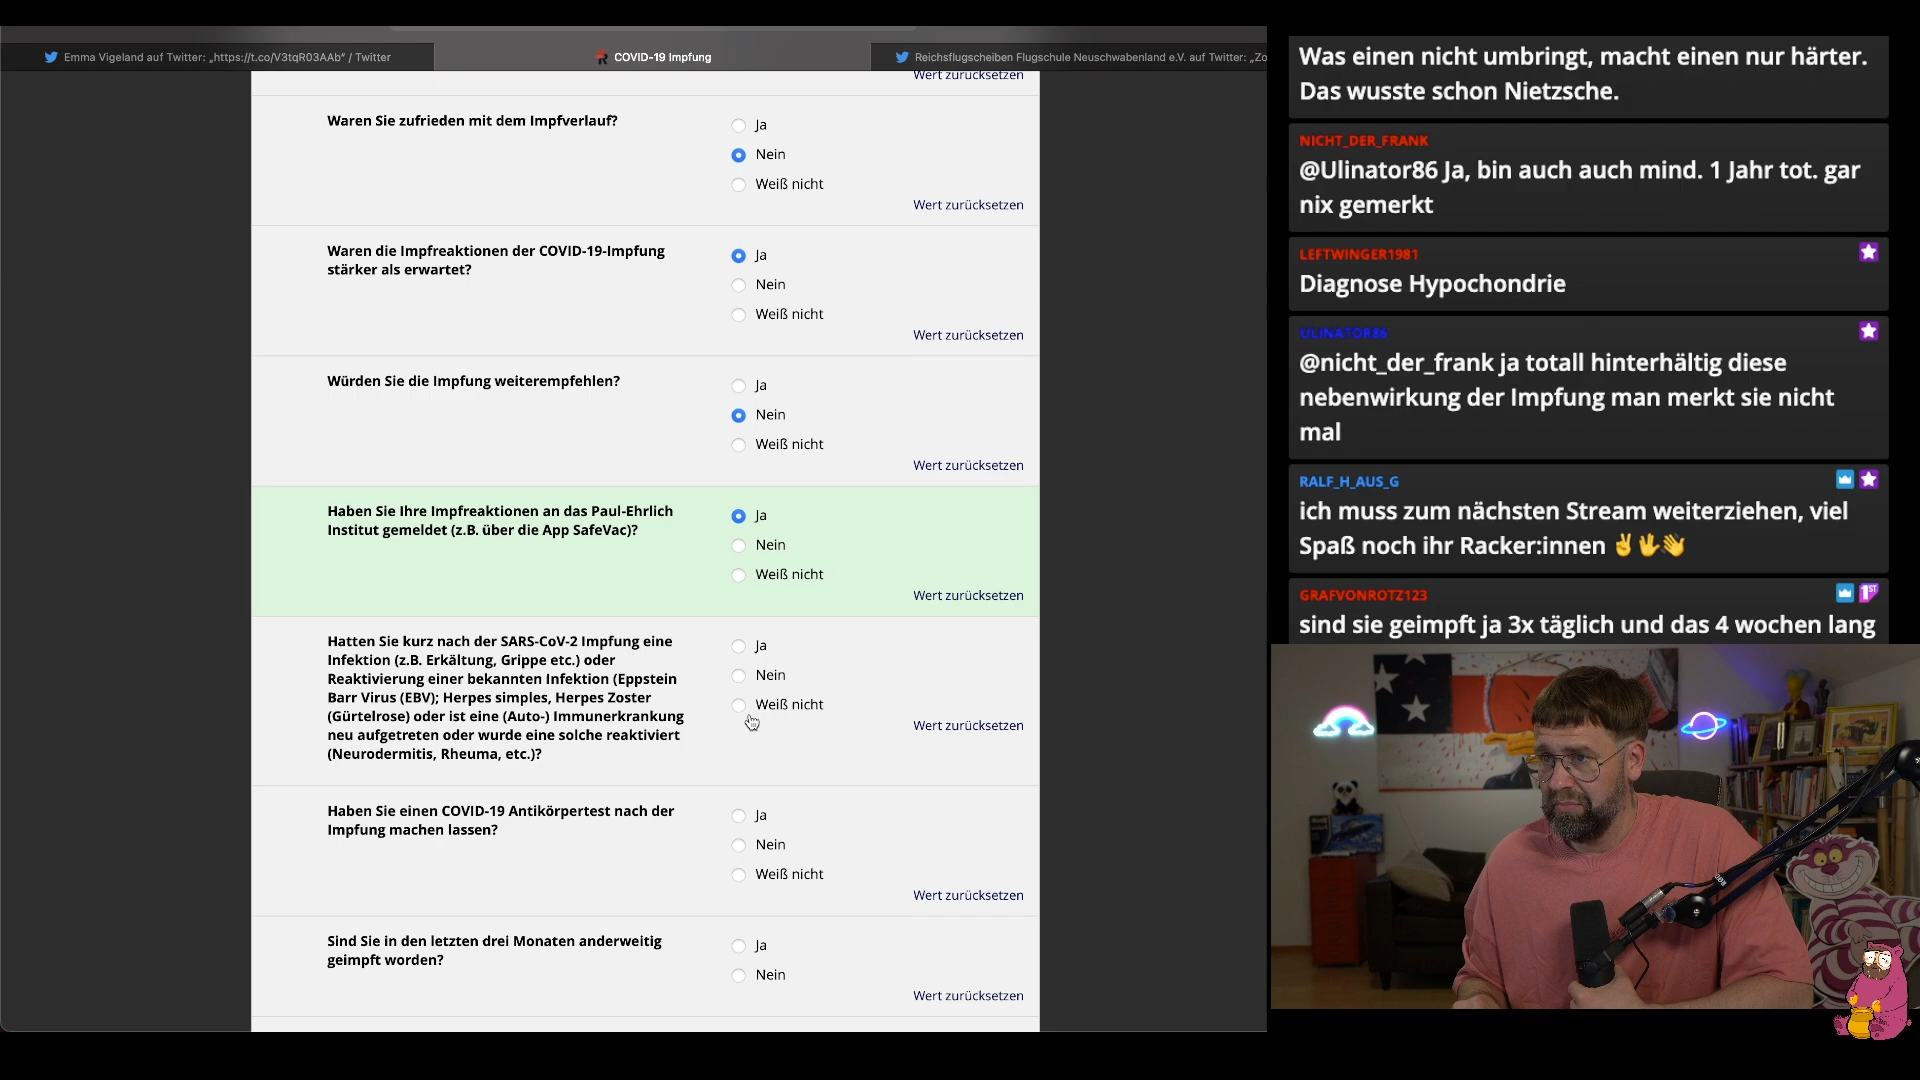 Emma Vigeland auf Twitter: „https://t.co/V3tqR03AAb“ / Twitter
COVID-19 Impfung
Reichsflugscheiben Flugschule Neuschwabenland e.V. auf Twitter: „Zo
Wert zurücksetzen
Waren Sie zufrieden mit dem Impfverlauf?
Ja
Nein
Weiß nicht
Wert zurücksetzen
Waren die Impfreaktionen der COVID-19-Impfung
stärker als erwartet?
Ja
Nein
Weiß nicht
Wert zurücksetzen
Würden Sie die Impfung weiterempfehlen?
Ja
Nein
Weiß nicht
Wert zurücksetzen
Haben Sie Ihre Impfreaktionen an das Paul-Ehrlich
Institut gemeldet (z.B. über die App SafeVac)?
Ja
Nein
Weiß nicht
Wert zurücksetzen
Hatten Sie kurz nach der SARS-CoV-2 Impfung eine
Infektion (z.B. Erkältung, Grippe etc.) oder
Reaktivierung einer bekannten Infektion (Eppstein
Barr Virus (EBV); Herpes simples, Herpes Zoster
(Gürtelrose) oder ist eine (Auto-) Immunerkrankung
neu aufgetreten oder wurde eine solche reaktiviert
(Neurodermitis, Rheuma, etc.)?
Ja
Nein
Weiß nicht
Wert zurücksetzen
Haben Sie einen COVID-19 Antikörpertest nach der
Impfung machen lassen?
Ja
Nein
Weiß nicht
Wert zurücksetzen
Sind Sie in den letzten drei Monaten anderweitig
geimpft worden?
Ja
Nein
Wert zurücksetzen
Was einen nicht umbringt, macht einen nur härter.
Das wusste schon Nietzsche.
NICHT_DER_FRANK
@Ulinator86 Ja, bin auch auch mind. 1 Jahr tot. gar
nix gemerkt
LEFTWINGER1981
Diagnose Hypochondrie
ULINATOR86
@nicht_der_frank ja totall hinterhältig diese
nebenwirkung der Impfung man merkt sie nicht
mal
RALF_H_AUS_G
ich muss zum nächsten Stream weiterziehen, viel
Spaß noch ihr Racker:innen ✌️🖖👋
GRAFVONROTZ123
1ST
sind sie geimpft ja 3x täglich und das 4 wochen lang